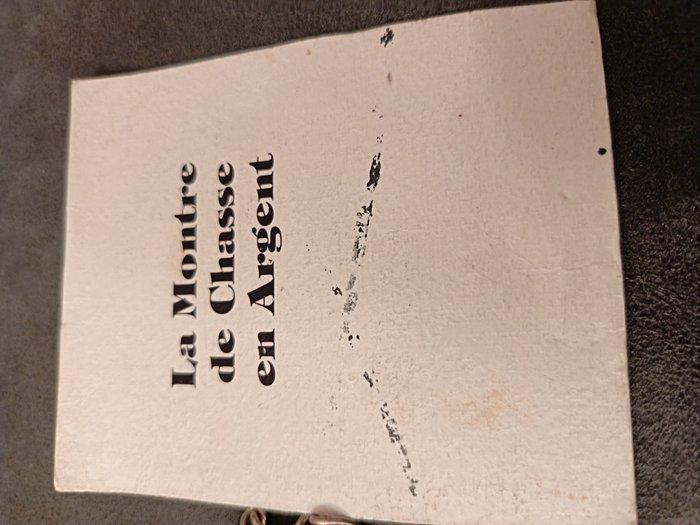 La Montre
de Chasse
en Argent